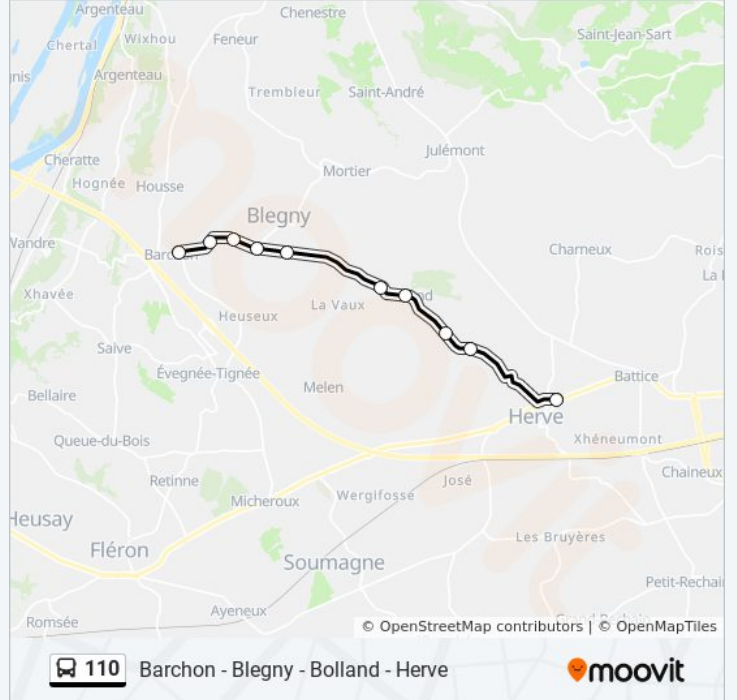 Argenteau
Chenestre
Saint-Jean-Sart
Chertal
Wixhou
Feneur
Argenteau
Trembleur
Saint-André
Julémont
Cheratte
Mortier
Hognée
Housse
Blegny
Wandre
Charneux
Xhavée
La Vaux
Heuseux
Saive
Évegnée-Tignée
Melen
Battice
Bellaire
Herve
Queue-du-Bois
Xhéneumont
Chaineux
Retinne
José
Micheroux
Wergifosse
Heusay
Fléron
Les Bruyères
Soumagne
Petit-Rechain
Ayeneux
Romsée
© OpenStreetMap contributors | © OpenMapTiles
110 Barchon - Blegny - Bolland - Herve
moovit